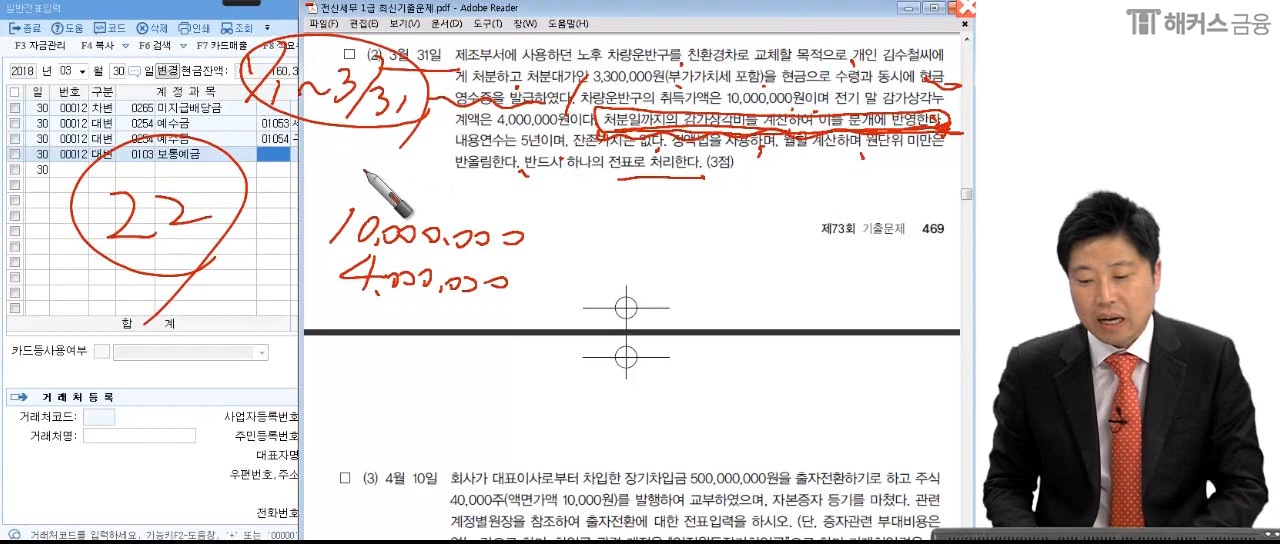 일반전표입력
종료 도움 코드 삭제 인쇄 조회
F3 자금관리 F4 복사 F6 검색 F7 카드매출
2018 년 03 월 30 일 변경 현금잔액:
일 번호 구분 계 정 과 목
30 00012 차변 0265 미지급배당금
30 00012 대변 0254 예수금 01053
30 00012 대변 0254 예수금 01054
30 00012 대변 0103 보통예금
30
22
합 계
카드등사용여부
거 래 처 등 록
거래처코드: 사업자등록번호
거래처명: 주민등록번호
대표자명
우편번호, 주소
전화번호
거래처코드를 입력하세요, 기능키F2-도움창, '+' 또는 '00000'
전산세무 1급 최신기출문제.pdf - Adobe Reader
파일(F) 편집(E) 보기(V) 문서(D) 도구(T) 창(W) 도움말(H)
(2) 3월 31일 제조부서에 사용하던 노후 차량운반구를 친환경차로 교체할 목적으로, 개인 김수철씨에
게 처분하고 처분대가인 3,300,000원(부가가치세 포함)을 현금으로 수령과 동시에 현금
영수증을 발급하였다. 차량운반구의 취득가액은 10,000,000원이며 전기 말 감가상각누
계액은 4,000,000원이다. 처분일까지의 감가상각비를 계산하여 이를 분개에 반영한다.
내용연수는 5년이며, 잔존가치는 없다. 정액법을 사용하며, 월할 계산하며 원단위 미만은
반올림한다. 반드시 하나의 전표로 처리한다. (3점)
1/1 ~ 3/31
10,000,000
4,000,000
제73회 기출문제 469
(3) 4월 10일 회사가 대표이사로부터 차입한 장기차입금 500,000,000원을 출자전환하기로 하고 주식
40,000주(액면가액 10,000원)를 발행하여 교부하였으며, 자본증자 등기를 마쳤다. 관련
계정별원장을 참조하여 출자전환에 대한 전표입력을 하시오. (단, 증자관련 부대비용은
해커스 금융